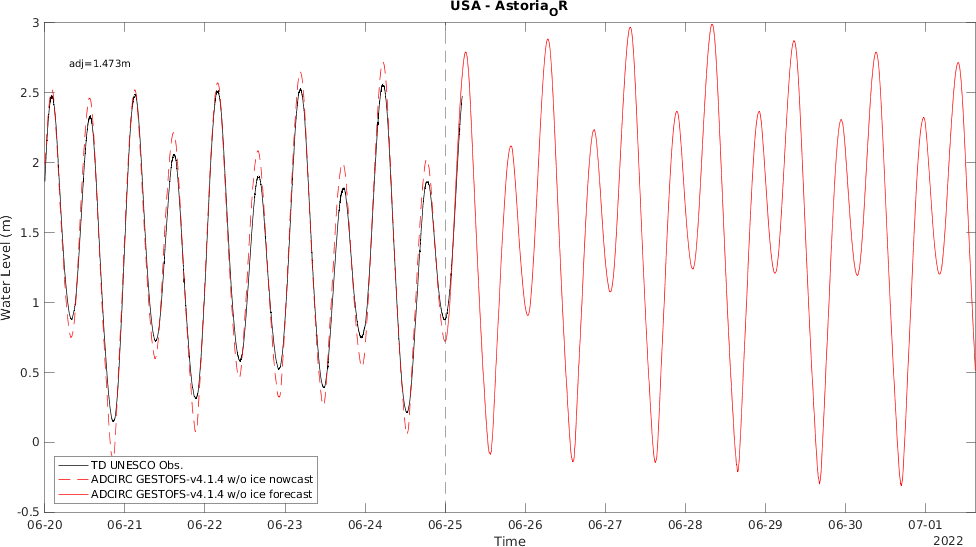 USA - Astoria_OR
adj=1.473m
3
2.5
2
1.5
1
0.5
0
-0.5
Water Level (m)
TD UNESCO Obs.
ADCIRC GESTOFS-v4.1.4 w/o ice nowcast
ADCIRC GESTOFS-v4.1.4 w/o ice forecast
06-20 06-21 06-22 06-23 06-24 06-25 06-26 06-27 06-28 06-29 06-30 07-01
Time
2022